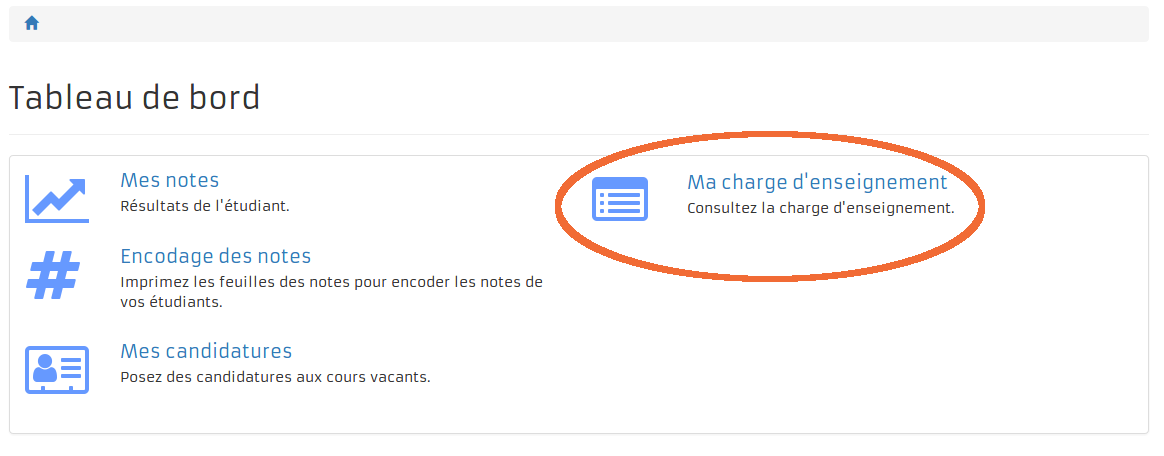 Tableau de bord
Mes notes
Résultats de l'étudiant.
Encodage des notes
Imprimez les feuilles des notes pour encoder les notes de
vos étudiants.
Mes candidatures
Posez des candidatures aux cours vacants.
Ma charge d'enseignement
Consultez la charge d'enseignement.